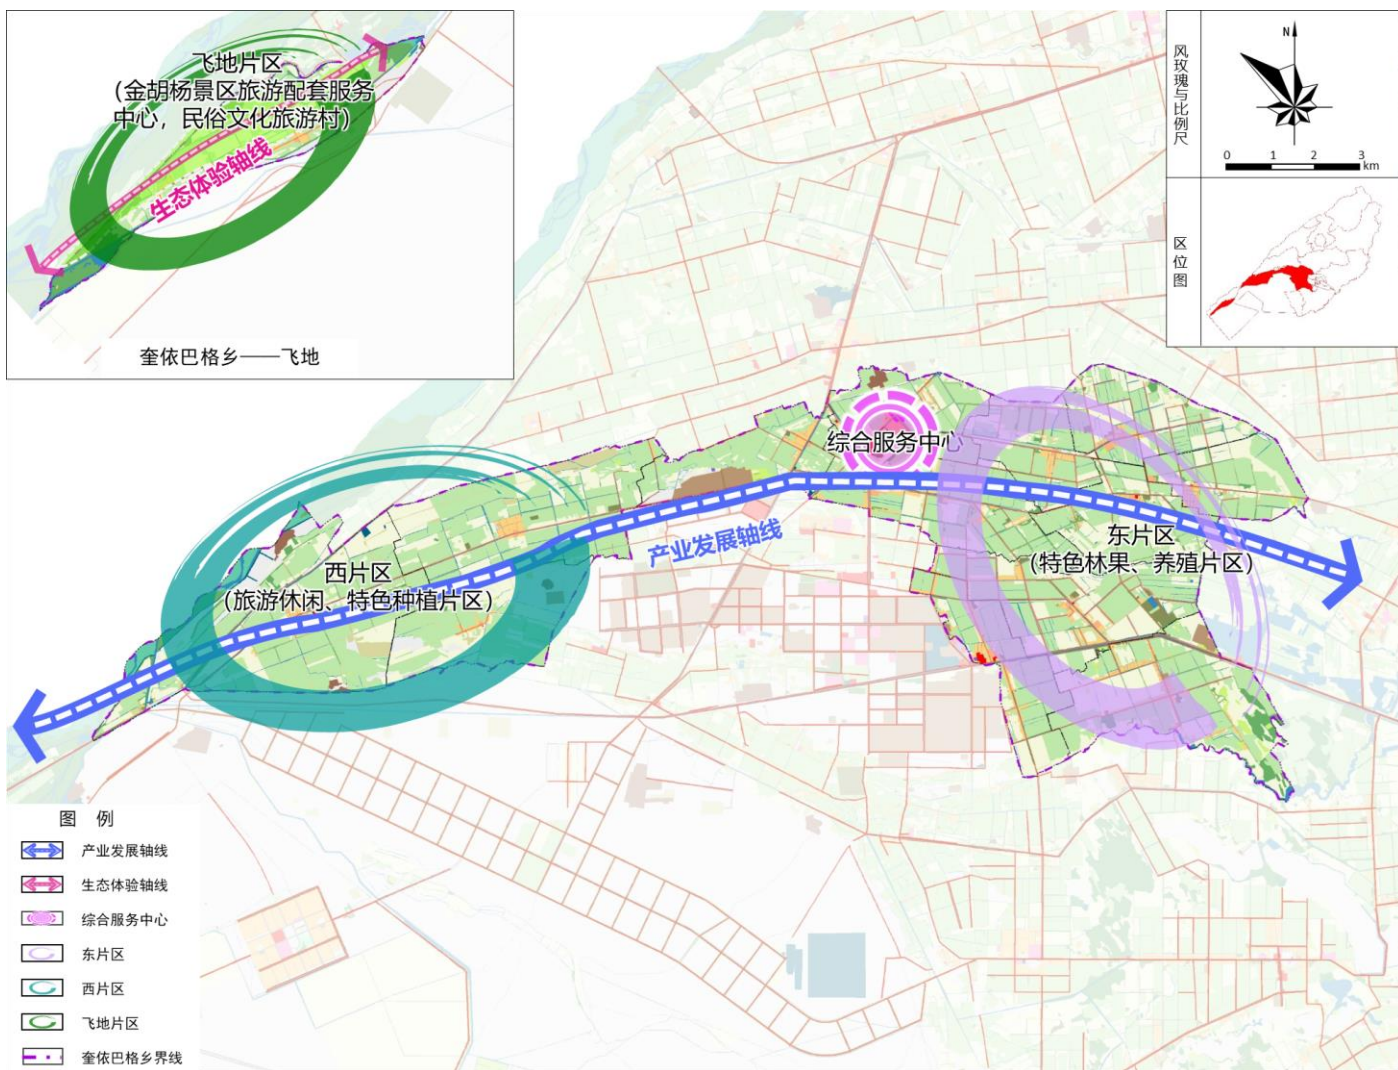 飞地片区
（金胡杨景区旅游配套服务
中心，民俗文化旅游村）
生态体验轴线
奎依巴格乡——飞地
风玫瑰与比例尺
N
0 1 2 3
km
区位图
综合服务中心
产业发展轴线
东片区
（特色林果、养殖片区）
西片区
（旅游休闲、特色种植片区）
图 例
产业发展轴线
生态体验轴线
综合服务中心
东片区
西片区
飞地片区
奎依巴格乡界线